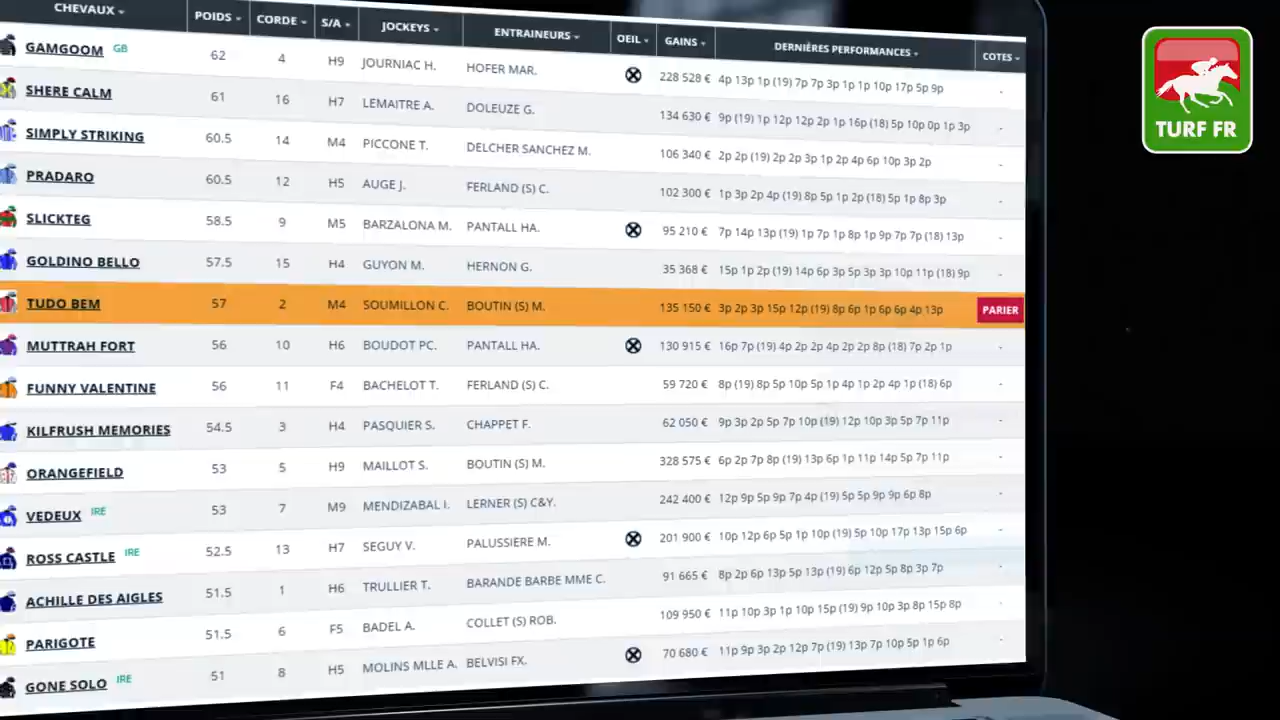 CHEVAUX POIDS CORDE S/A JOCKEYS ENTRAINEURS OEIL GAINS DERNIÈRES PERFORMANCES COTES
GAMGOOM GB 62 4 H9 JOURNIAC H. HOFER MAR. 228 528 € 4p 13p 1p (19) 7p 7p 3p 1p 1p 10p 17p 5p 9p -
SHERE CALM 61 16 H7 LEMAITRE A. DOLEUZE G. 134 630 € 9p (19) 1p 12p 12p 2p 1p 16p (18) 5p 10p 0p 1p 3p -
SIMPLY STRIKING 60.5 14 M4 PICCONE T. DELCHER SANCHEZ M. 106 340 € 2p 2p (19) 2p 2p 3p 1p 2p 4p 6p 10p 3p 2p -
PRADARO 60.5 12 H5 AUGE J. FERLAND (S) C. 102 300 € 1p 3p 2p 4p (19) 8p 5p 1p 2p (18) 5p 1p 8p 3p -
SLICKTEG 58.5 9 M5 BARZALONA M. PANTALL HA. 95 210 € 7p 14p 13p (19) 1p 7p 1p 8p 1p 9p 7p 7p (18) 13p -
GOLDINO BELLO 57.5 15 H4 GUYON M. HERNON G. 35 368 € 15p 1p 2p (19) 14p 6p 3p 5p 3p 3p 10p 11p (18) 9p -
TUDO BEM 57 2 M4 SOUMILLON C. BOUTIN (S) M. 135 150 € 3p 2p 3p 15p 12p (19) 8p 6p 1p 6p 6p 4p 13p PARIER
MUTTRAH FORT 56 10 H6 BOUDOT PC. PANTALL HA. 130 915 € 16p 7p (19) 4p 2p 2p 4p 2p 2p 8p (18) 7p 2p 1p -
FUNNY VALENTINE 56 11 F4 BACHELOT T. FERLAND (S) C. 59 720 € 8p (19) 8p 5p 10p 5p 1p 4p 1p 2p 4p 1p (18) 6p -
KILFRUSH MEMORIES 54.5 3 H4 PASQUIER S. CHAPPET F. 62 050 € 9p 3p 2p 5p 7p 10p (19) 12p 10p 3p 5p 7p 11p -
ORANGEFIELD 53 5 H9 MAILLOT S. BOUTIN (S) M. 328 575 € 6p 2p 7p 8p (19) 13p 6p 1p 11p 14p 5p 7p 11p -
VEDEUX IRE 53 7 M9 MENDIZABAL I. LERNER (S) C&Y. 242 400 € 12p 9p 5p 9p 7p 4p (19) 5p 5p 9p 9p 6p 8p -
ROSS CASTLE IRE 52.5 13 H7 SEGUY V. PALUSSIERE M. 201 900 € 10p 12p 6p 5p 1p 10p (19) 5p 10p 17p 13p 15p 6p -
ACHILLE DES AIGLES 51.5 1 H6 TRULLIER T. BARANDE BARBE MME C. 91 665 € 8p 2p 6p 13p 5p 13p (19) 6p 12p 5p 8p 3p 7p -
PARIGOTE 51.5 6 F5 BADEL A. COLLET (S) ROB. 109 950 € 11p 10p 3p 1p 10p 15p (19) 9p 10p 3p 8p 15p 8p -
GONE SOLO IRE 51 8 H5 MOLINS MLLE A. BELVISI FX. 70 680 € 11p 9p 3p 2p 12p 7p (19) 13p 7p 10p 5p 1p 6p -
TURF FR